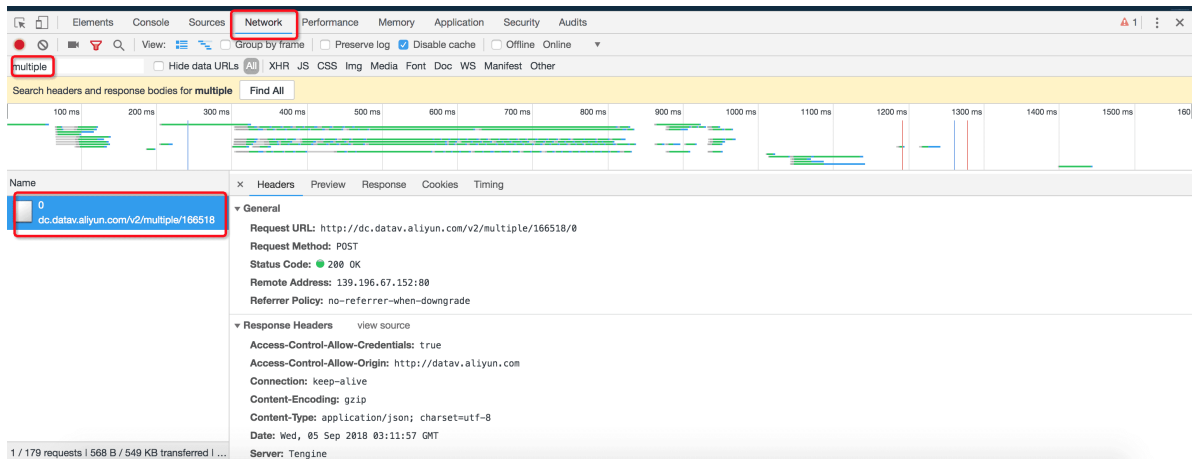 Elements Console Sources Network Performance Memory Application Security Audits 1
View: Group by frame Preserve log Disable cache Offline Online
multiple Hide data URLs All XHR JS CSS Img Media Font Doc WS Manifest Other
Search headers and response bodies for multiple Find All
100 ms 200 ms 300 ms 400 ms 500 ms 600 ms 700 ms 800 ms 900 ms 1000 ms 1100 ms 1200 ms 1300 ms 1400 ms 1500 ms 160
Name × Headers Preview Response Cookies Timing
0
dc.datav.aliyun.com/v2/multiple/166518
General
Request URL: http://dc.datav.aliyun.com/v2/multiple/166518/0
Request Method: POST
Status Code: 200 OK
Remote Address: 139.196.67.152:80
Referrer Policy: no-referrer-when-downgrade
Response Headers view source
Access-Control-Allow-Credentials: true
Access-Control-Allow-Origin: http://datav.aliyun.com
Connection: keep-alive
Content-Encoding: gzip
Content-Type: application/json; charset=utf-8
Date: Wed, 05 Sep 2018 03:11:57 GMT
Server: Tengine
1 / 179 requests | 568 B / 549 KB transferred | ...